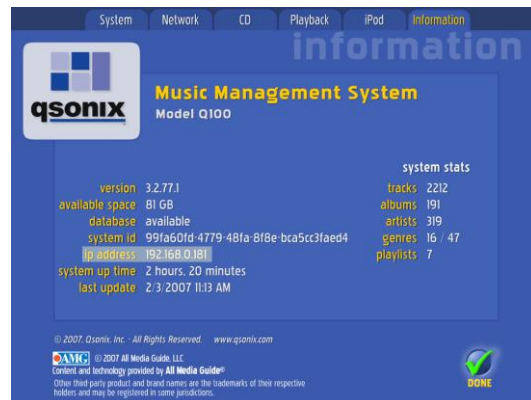 System Network CD Playback iPod Information
information
qsonix
Music Management System
Model Q100
system stats
version 3.2.77.1
available space 81 GB
database available
system id 99fa60fd-4779-48fa-8f8e-bca5cc3faed4
ip address 192.168.0.181
system up time 2 hours, 20 minutes
last update 2/3/2007 11:13 AM
tracks 2212
albums 191
artists 319
genres 16 / 47
playlists 7
© 2007. Qsonix, Inc. - All Rights Reserved. www.qsonix.com
AMG © 2007 All Media Guide, LLC
Content and technology provided by All Media Guide®
Other third-party product and brand names are the trademarks of their respective
holders and may be registered in some jurisdictions.
DONE